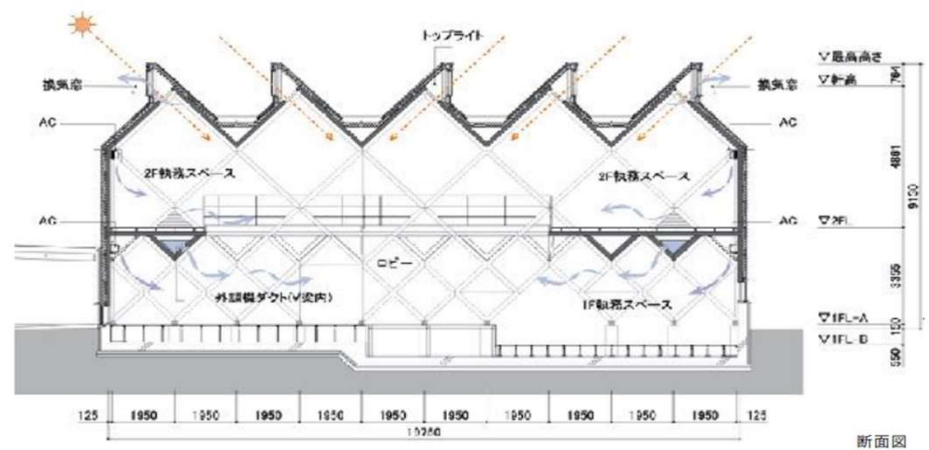 トップライト
▽最高高さ
764
換気窓
換気窓
▽軒高
AC
AC
4881
2F執務スペース
2F執務スペース
9100
AC
AC
▽2FL
ロビー
3355
外調機ダクト(V梁内)
1F執務スペース
▽1FL-A
▽1FL-B
550
125 1950 1950 1950 1950 1950 1950 1950 1950 1950 1950 125
断面図